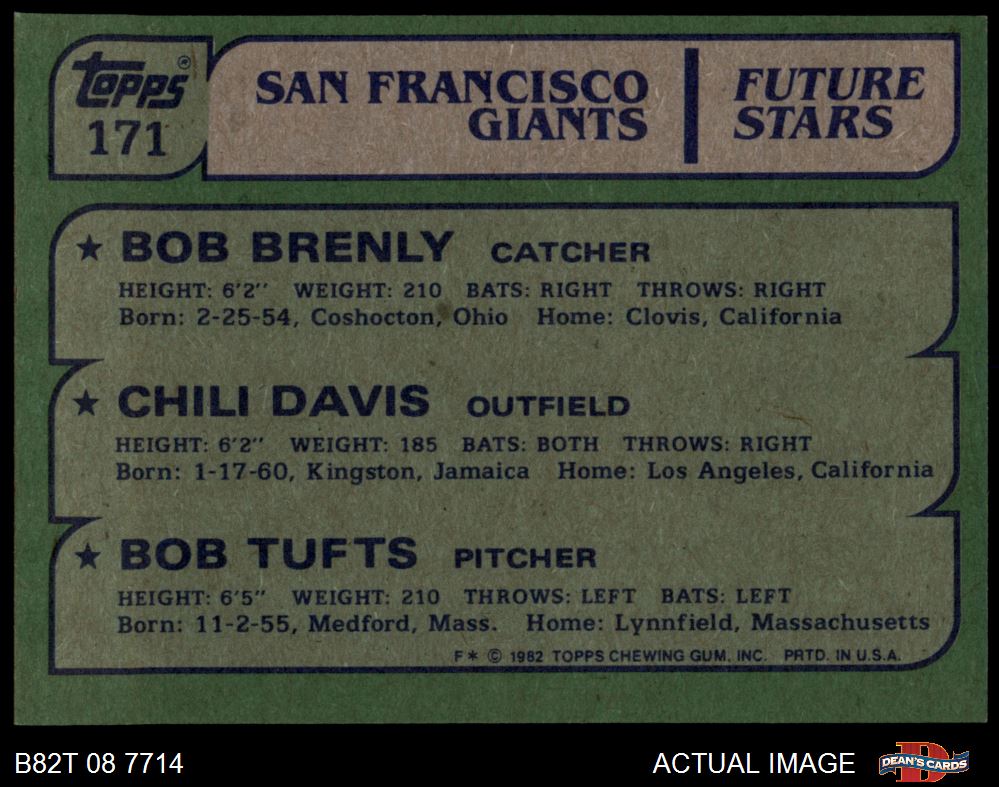 Topps®
171
SAN FRANCISCO
GIANTS
FUTURE
STARS
★ BOB BRENLY CATCHER
HEIGHT: 6'2" WEIGHT: 210 BATS: RIGHT THROWS: RIGHT
Born: 2-25-54, Coshocton, Ohio Home: Clovis, California
★ CHILI DAVIS OUTFIELD
HEIGHT: 6'2" WEIGHT: 185 BATS: BOTH THROWS: RIGHT
Born: 1-17-60, Kingston, Jamaica Home: Los Angeles, California
★ BOB TUFTS PITCHER
HEIGHT: 6'5" WEIGHT: 210 THROWS: LEFT BATS: LEFT
Born: 11-2-55, Medford, Mass. Home: Lynnfield, Massachusetts
F* © 1982 TOPPS CHEWING GUM, INC. PRTD. IN U.S.A.
B82T 08 7714
ACTUAL IMAGE
D
DEAN'S CARDS